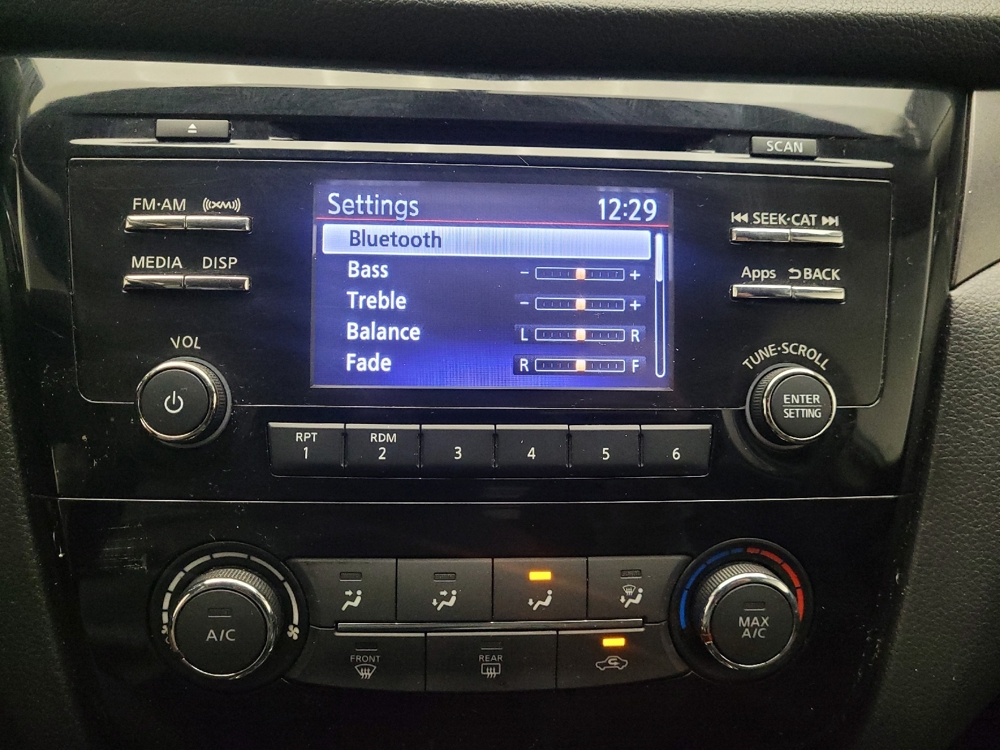 SCAN
FM·AM ((XM))
SEEK·CAT
MEDIA DISP
Apps BACK
Settings 12:29
Bluetooth
Bass - +
Treble - +
Balance L R
Fade R F
VOL
TUNE·SCROLL
ENTER
SETTING
RPT RDM
1 2 3 4 5 6
A/C
MAX
A/C
FRONT
REAR